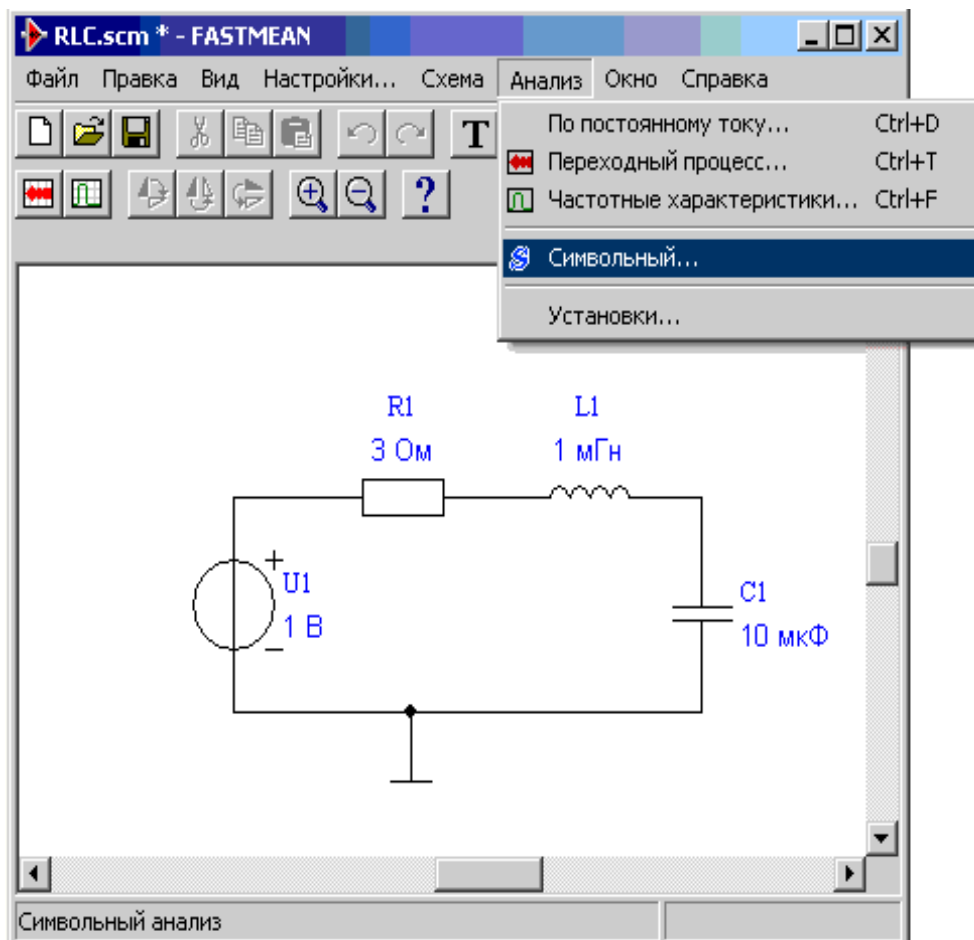 RLC.scm * - FASTMEAN
Файл Правка Вид Настройки... Схема Анализ Окно Справка
T
По постоянному току... Ctrl+D
Переходный процесс... Ctrl+T
Частотные характеристики... Ctrl+F
?
S Символьный...
Установки...
R1
3 Ом
L1
1 мГн
+
U1
1 В
−
C1
10 мкФ
Символьный анализ